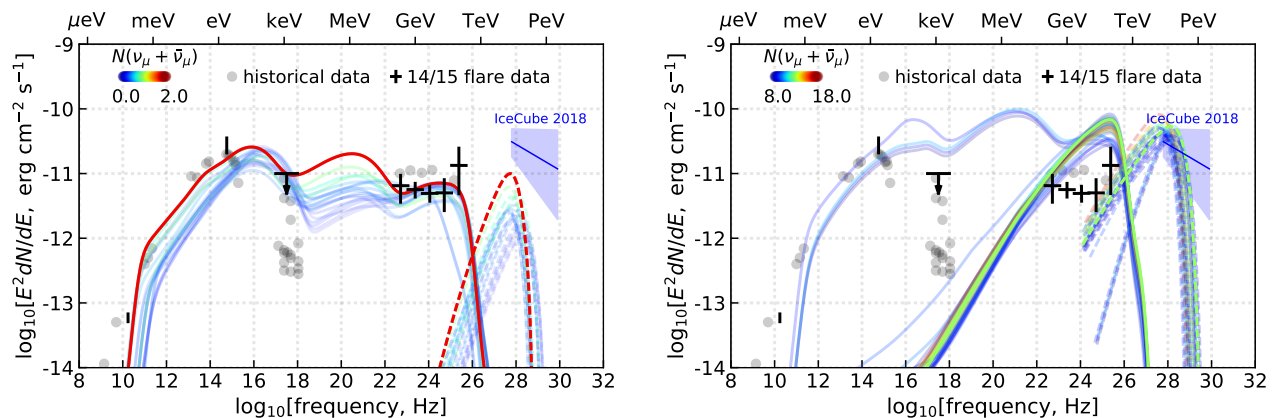 μeV meV eV keV MeV GeV TeV PeV
-9
N(ν_μ + ν̄_μ)
0.0 2.0
historical data
14/15 flare data
IceCube 2018
-10
-11
-12
-13
-14
log₁₀[E²dN/dE, erg cm⁻² s⁻¹]
8 10 12 14 16 18 20 22 24 26 28 30 32
log₁₀[frequency, Hz]
μeV meV eV keV MeV GeV TeV PeV
-9
N(ν_μ + ν̄_μ)
8.0 18.0
historical data
14/15 flare data
IceCube 2018
-10
-11
-12
-13
-14
log₁₀[E²dN/dE, erg cm⁻² s⁻¹]
8 10 12 14 16 18 20 22 24 26 28 30 32
log₁₀[frequency, Hz]